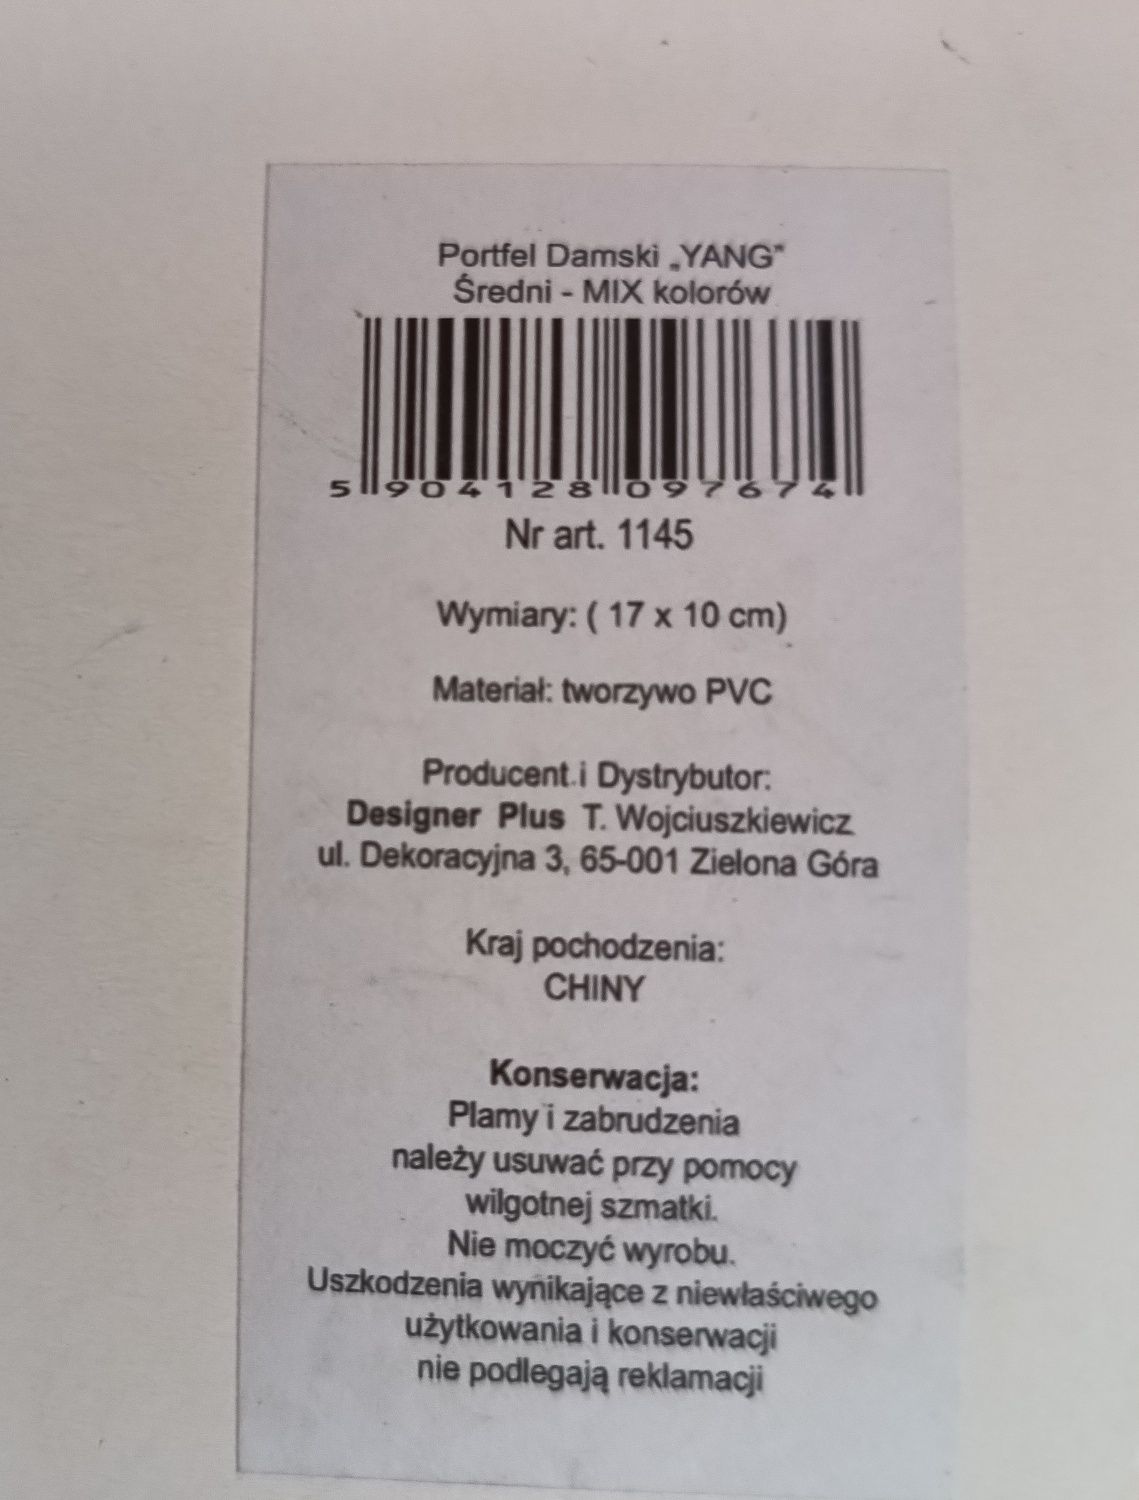 Portfel Damski „YANG”
Średni - MIX kolorów
5 904128 097674
Nr art. 1145
Wymiary: ( 17 x 10 cm)
Materiał: tworzywo PVC
Producent i Dystrybutor:
Designer Plus T. Wojciuszkiewicz
ul. Dekoracyjna 3, 65-001 Zielona Góra
Kraj pochodzenia:
CHINY
Konserwacja:
Plamy i zabrudzenia
należy usuwać przy pomocy
wilgotnej szmatki.
Nie moczyć wyrobu.
Uszkodzenia wynikające z niewłaściwego
użytkowania i konserwacji
nie podlegają reklamacji